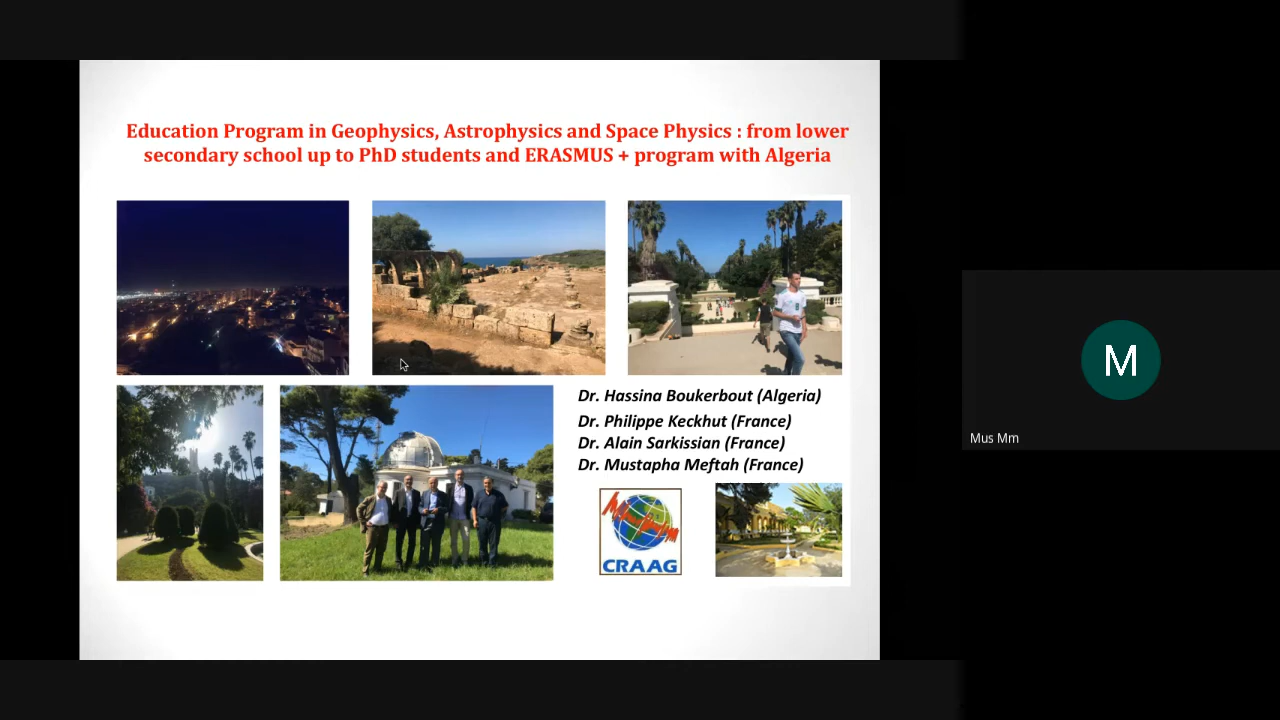 Education Program in Geophysics, Astrophysics and Space Physics : from lower
secondary school up to PhD students and ERASMUS + program with Algeria
Dr. Hassina Boukerbout (Algeria)
Dr. Philippe Keckhut (France)
Dr. Alain Sarkissian (France)
Dr. Mustapha Meftah (France)
CRAAG
M
Mus Mm